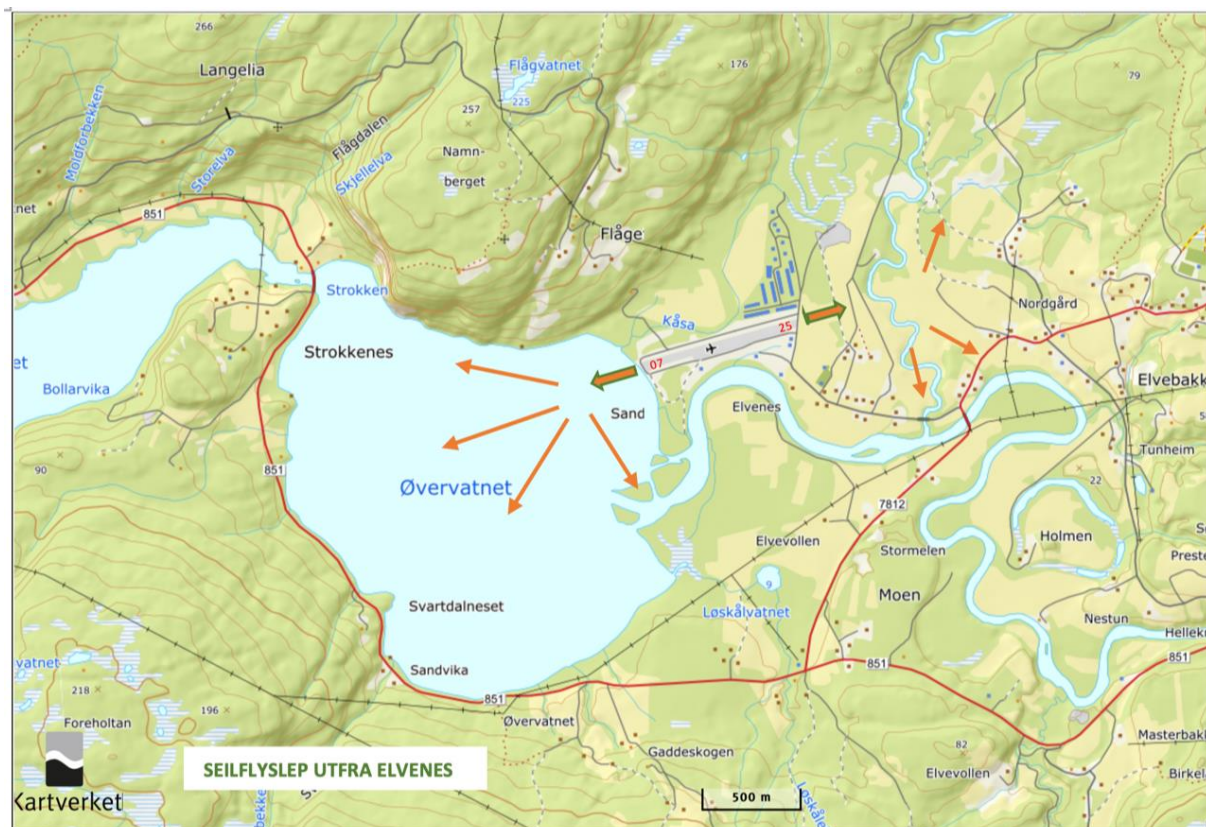 266
Langelia
Flågvatnet
225
176
79
257
Moldforbekken
Storelva
Flågdalen
Skjellelva
Namn-
berget
851
Flåge
Strokken
Nordgård
Kåsa
25
07
Strokkenes
Bollarvika
Sand
Elvenes
Elvebakk
Tunheim
90
851
Øvervatnet
22
7812
Elvevollen
Stormelen
Holmen
Preste
9
Moen
Svartdalneset
Løskålvatnet
Nestun
Sandvika
851
851
851
vatnet
218
196
Foreholtan
Øvervatnet
Gaddeskogen
82
Masterbakk
Elvevollen
Birkel
SEILFLYSLEP UTFRA ELVENES
Kartverket
500 m